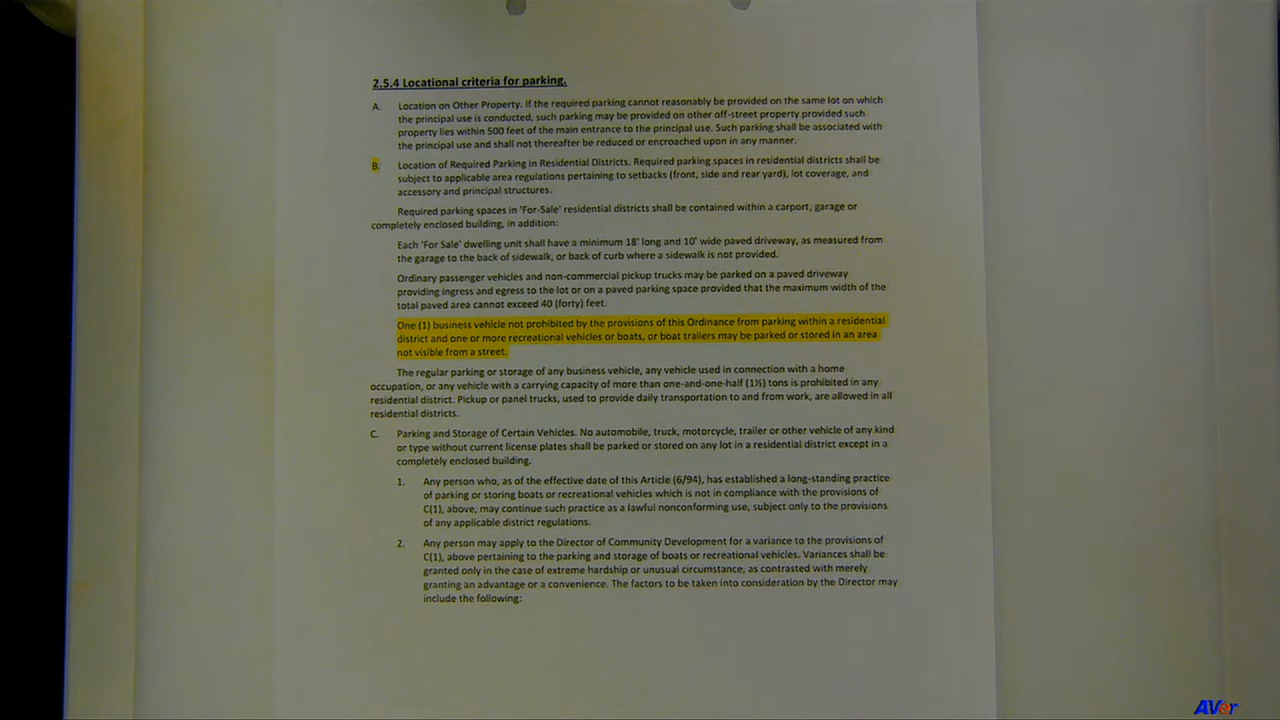 2.5.4 Locational criteria for parking.
A. Location on Other Property. If the required parking cannot reasonably be provided on the same lot on which
the principal use is conducted, such parking may be provided on other off-street property provided such
property lies within 500 feet of the main entrance to the principal use. Such parking shall be associated with
the principal use and shall not thereafter be reduced or encroached upon in any manner.
B. Location of Required Parking in Residential Districts. Required parking spaces in residential districts shall be
subject to applicable area regulations pertaining to setbacks (front, side and rear yard), lot coverage, and
accessory and principal structures.
Required parking spaces in 'For-Sale' residential districts shall be contained within a carport, garage or
completely enclosed building, in addition:
Each 'For Sale' dwelling unit shall have a minimum 18' long and 10' wide paved driveway, as measured from
the garage to the back of sidewalk, or back of curb where a sidewalk is not provided.
Ordinary passenger vehicles and non-commercial pickup trucks may be parked on a paved driveway
providing ingress and egress to the lot or on a paved parking space provided that the maximum width of the
total paved area cannot exceed 40 (forty) feet.
One (1) business vehicle not prohibited by the provisions of this Ordinance from parking within a residential
district and one or more recreational vehicles or boats, or boat trailers may be parked or stored in an area
not visible from a street.
The regular parking or storage of any business vehicle, any vehicle used in connection with a home
occupation, or any vehicle with a carrying capacity of more than one-and-one-half (1½) tons is prohibited in any
residential district. Pickup or panel trucks, used to provide daily transportation to and from work, are allowed in all
residential districts.
C. Parking and Storage of Certain Vehicles. No automobile, truck, motorcycle, trailer or other vehicle of any kind
or type without current license plates shall be parked or stored on any lot in a residential district except in a
completely enclosed building.
1. Any person who, as of the effective date of this Article (6/94), has established a long-standing practice
of parking or storing boats or recreational vehicles which is not in compliance with the provisions of
C(1), above, may continue such practice as a lawful nonconforming use, subject only to the provisions
of any applicable district regulations.
2. Any person may apply to the Director of Community Development for a variance to the provisions of
C(1), above pertaining to the parking and storage of boats or recreational vehicles. Variances shall be
granted only in the case of extreme hardship or unusual circumstance, as contrasted with merely
granting an advantage or a convenience. The factors to be taken into consideration by the Director may
include the following:
AVer